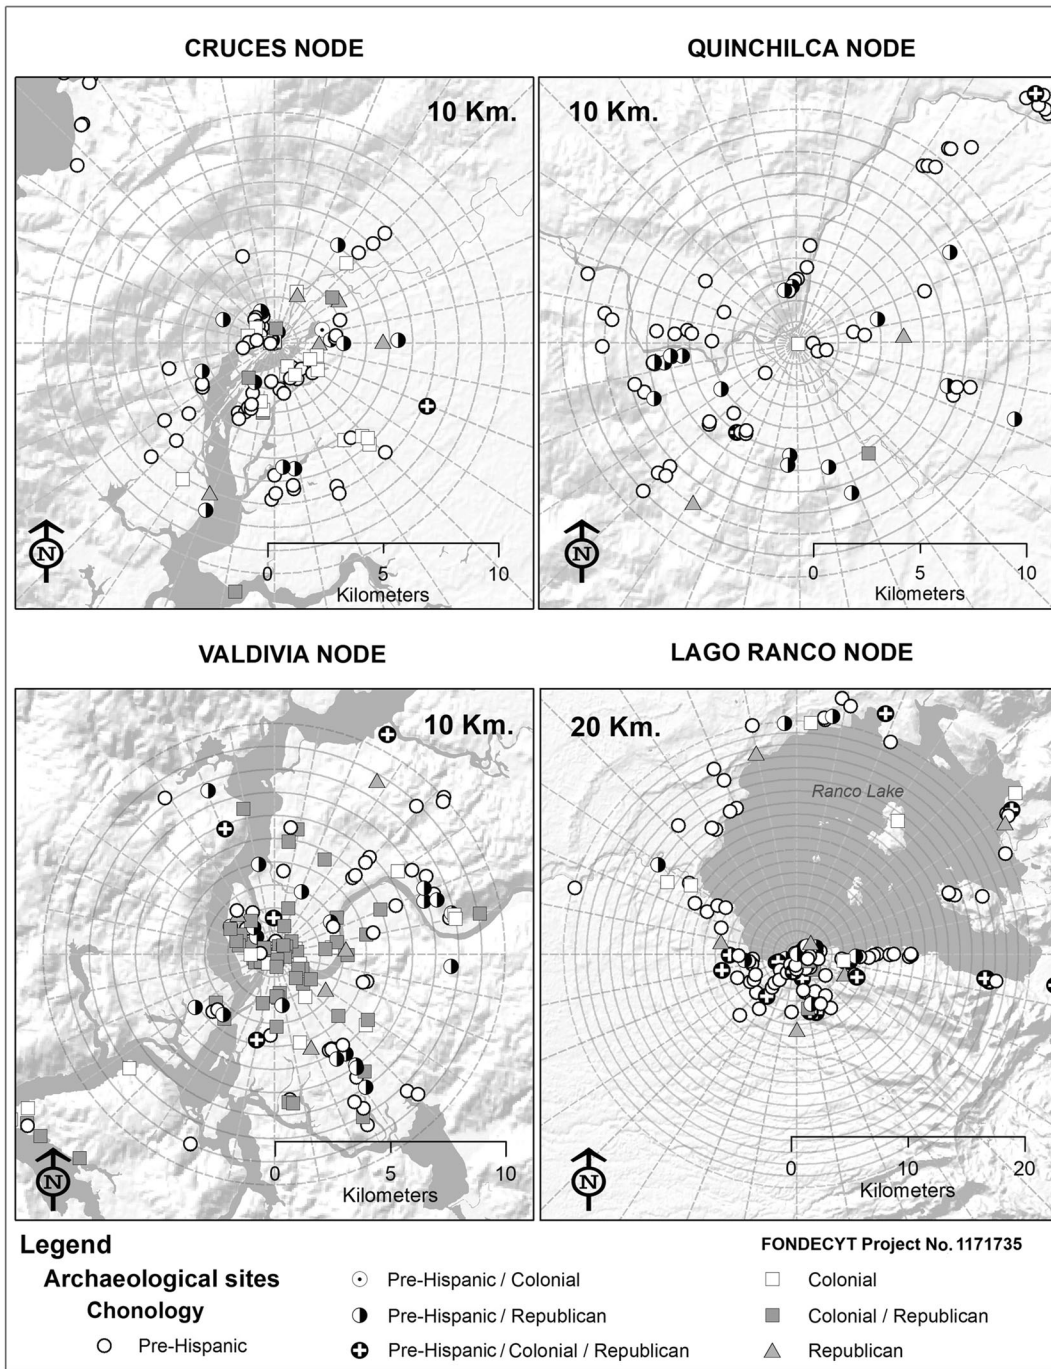 CRUCES NODE
QUINCHILCA NODE
10 Km.
10 Km.
N
0 5 10
Kilometers
N
0 5 10
Kilometers
VALDIVIA NODE
LAGO RANCO NODE
10 Km.
20 Km.
Ranco Lake
N
0 5 10
Kilometers
N
0 10 20
Kilometers
Legend
FONDECYT Project No. 1171735
Archaeological sites
Chonology
Pre-Hispanic
Pre-Hispanic / Colonial
Pre-Hispanic / Republican
Pre-Hispanic / Colonial / Republican
Colonial
Colonial / Republican
Republican